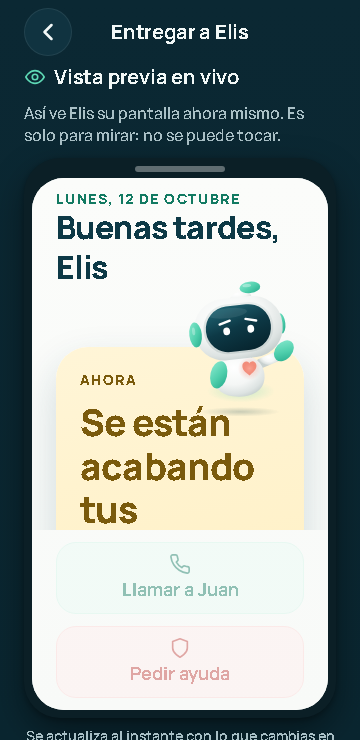 Entregar a Elis
Vista previa en vivo
Así ve Elis su pantalla ahora mismo. Es
solo para mirar: no se puede tocar.
LUNES, 12 DE OCTUBRE
Buenas tardes,
Elis
AHORA
Se están
acabando
tus
Llamar a Juan
Pedir ayuda
Se actualiza al instante con lo que cambias en